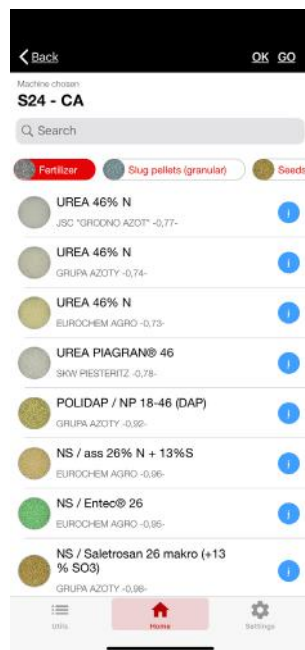 Back
OK GO
Machine chosen
S24 - CA
Search
Fertilizer
Slug pellets (granular)
Seeds
UREA 46% N
JSC "GRODNO AZOT" -0,77-
UREA 46% N
GRUPA AZOTY -0,74-
UREA 46% N
EUROCHEM AGRO -0,73-
UREA PIAGRAN® 46
SKW PIESTERITZ -0,78-
POLIDAP / NP 18-46 (DAP)
GRUPA AZOTY -0,92-
NS / ass 26% N + 13%S
EUROCHEM AGRO -0,96-
NS / Entec® 26
EUROCHEM AGRO -0,95-
NS / Saletrosan 26 makro (+13
% SO3)
GRUPA AZOTY -0,98-
Utils
Home
Settings